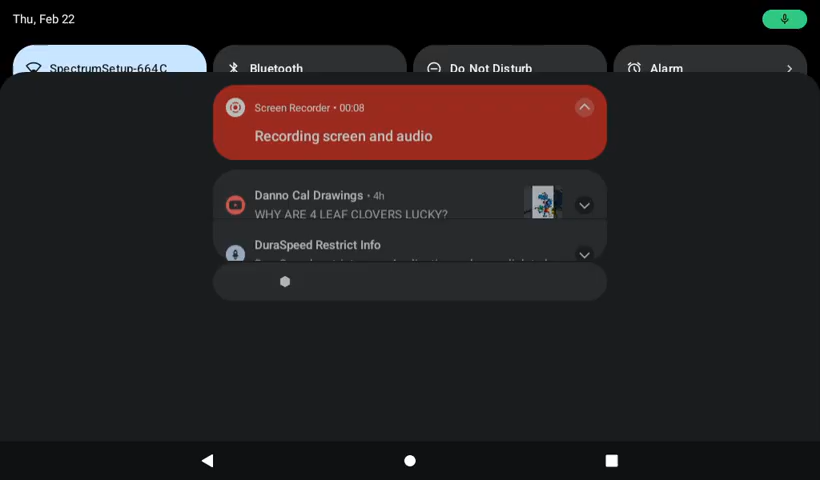 Thu, Feb 22
SpectrumSetup-664C
Bluetooth
Do Not Disturb
Alarm
Screen Recorder • 00:08
Recording screen and audio
Danno Cal Drawings • 4h
WHY ARE 4 LEAF CLOVERS LUCKY?
DuraSpeed Restrict Info